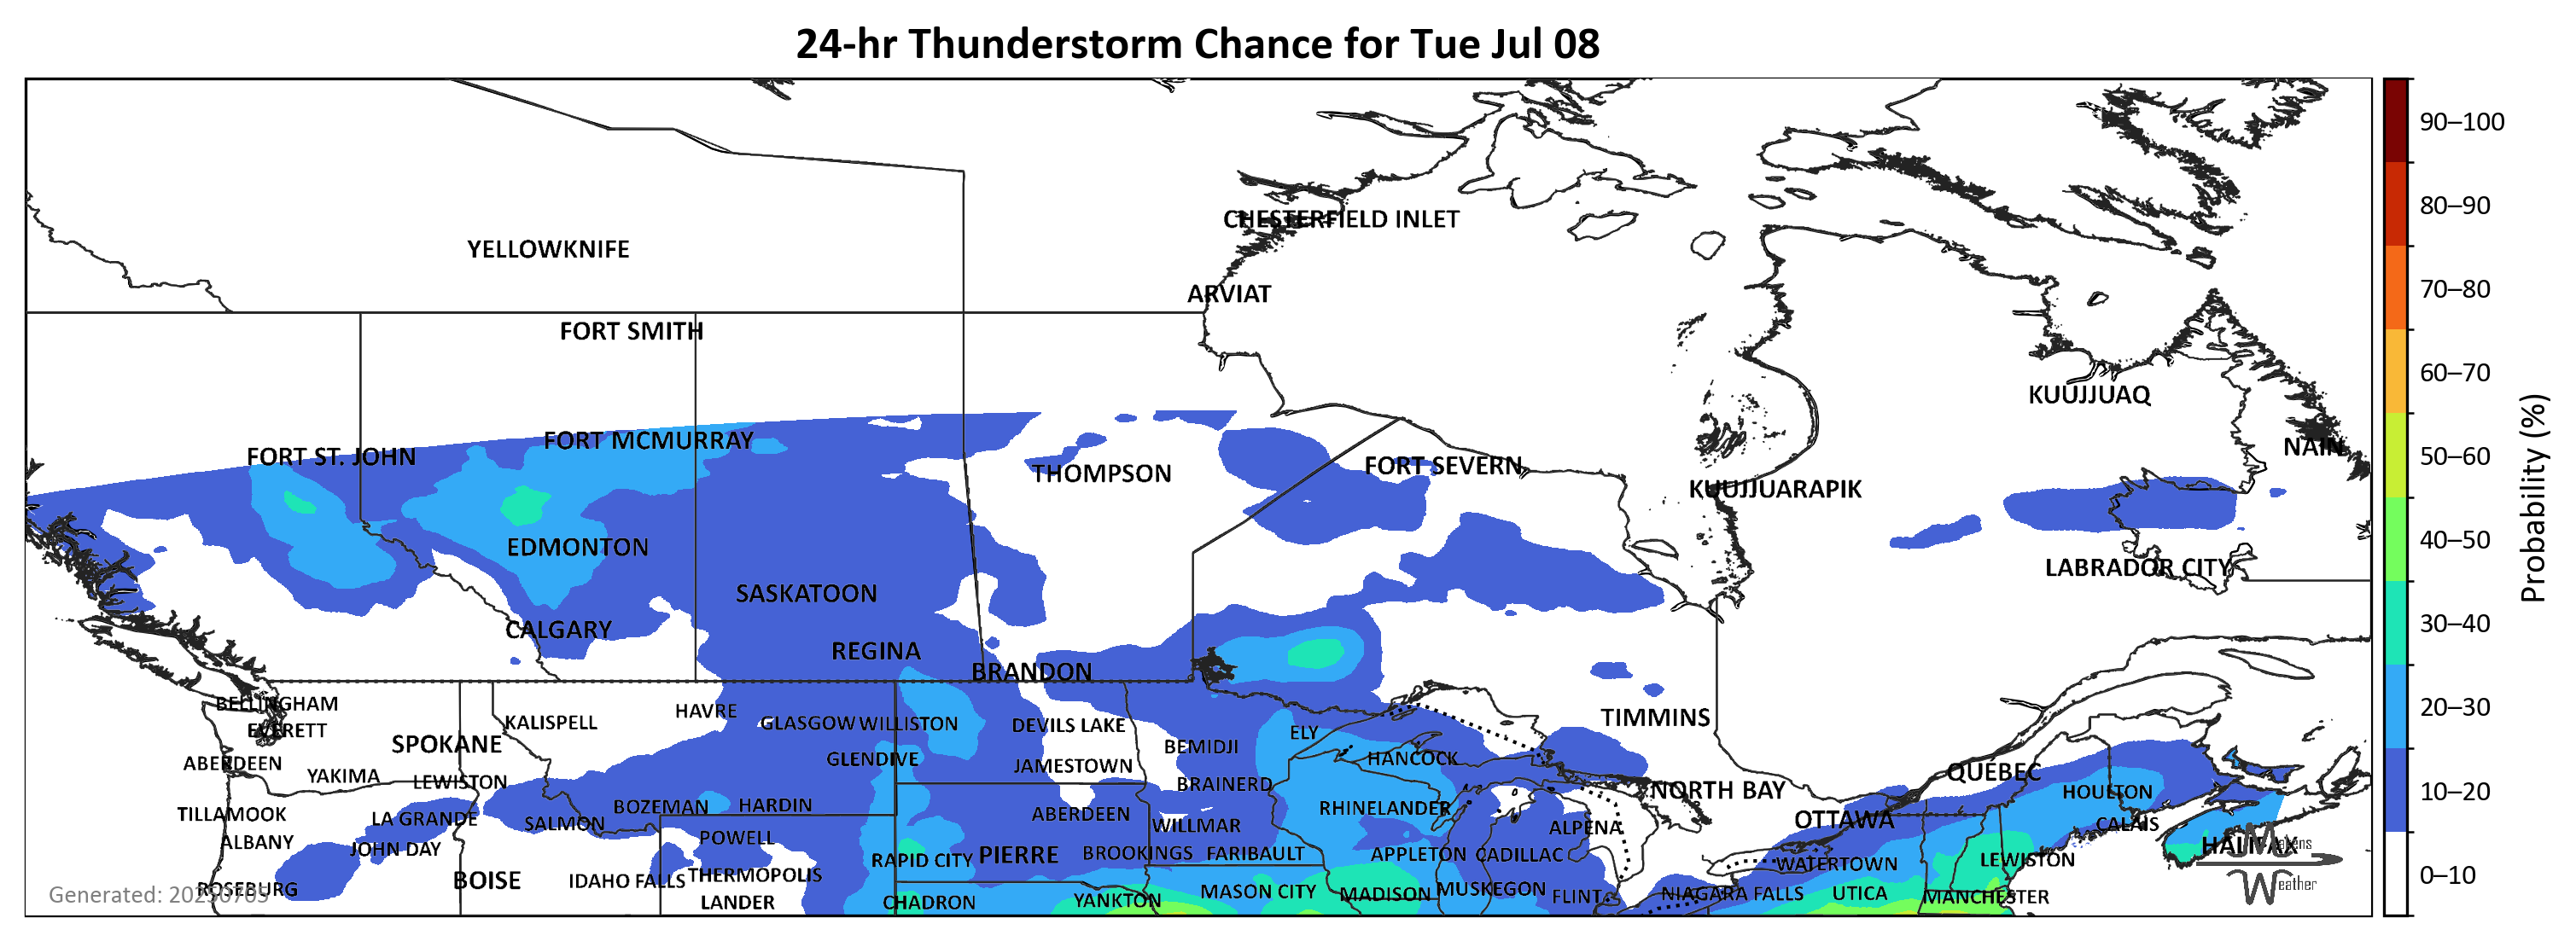 24-hr Thunderstorm Chance for Tue Jul 08
90–100
80–90
CHESTERFIELD INLET
YELLOWKNIFE
70–80
ARVIAT
FORT SMITH
60–70
KUUJJUAQ
FORT MCMURRAY
NAIN
FORT ST. JOHN
50–60
FORT SEVERN
THOMPSON
KUUJJUARAPIK
Probability (%)
40–50
EDMONTON
LABRADOR CITY
SASKATOON
30–40
CALGARY
REGINA
BRANDON
BELLINGHAM
20–30
HAVRE
TIMMINS
KALISPELL
GLASGOW
WILLISTON
DEVILS LAKE
EVERETT
ELY
SPOKANE
BEMIDJI
GLENDIVE
HANCOCK
ABERDEEN
JAMESTOWN
QUÉBEC
YAKIMA
LEWISTON
BRAINERD
NORTH BAY
HOULTON
10–20
BOZEMAN
HARDIN
RHINELANDER
TILLAMOOK
ABERDEEN
LA GRANDE
OTTAWA
SALMON
WILLMAR
ALPENA
CALAIS
POWELL
ALBANY
HALIFAX
JOHN DAY
BROOKINGS
FARIBAULT
APPLETON
CADILLAC
PIERRE
RAPID CITY
LEWISTON
WATERTOWN
0–10
THERMOPOLIS
BOISE
IDAHO FALLS
ROSEBURG
MASON CITY
MADISON
MUSKEGON
NIAGARA FALLS
UTICA
Generated: 20250705
FLINT
MANCHESTER
YANKTON
LANDER
CHADRON
Weather